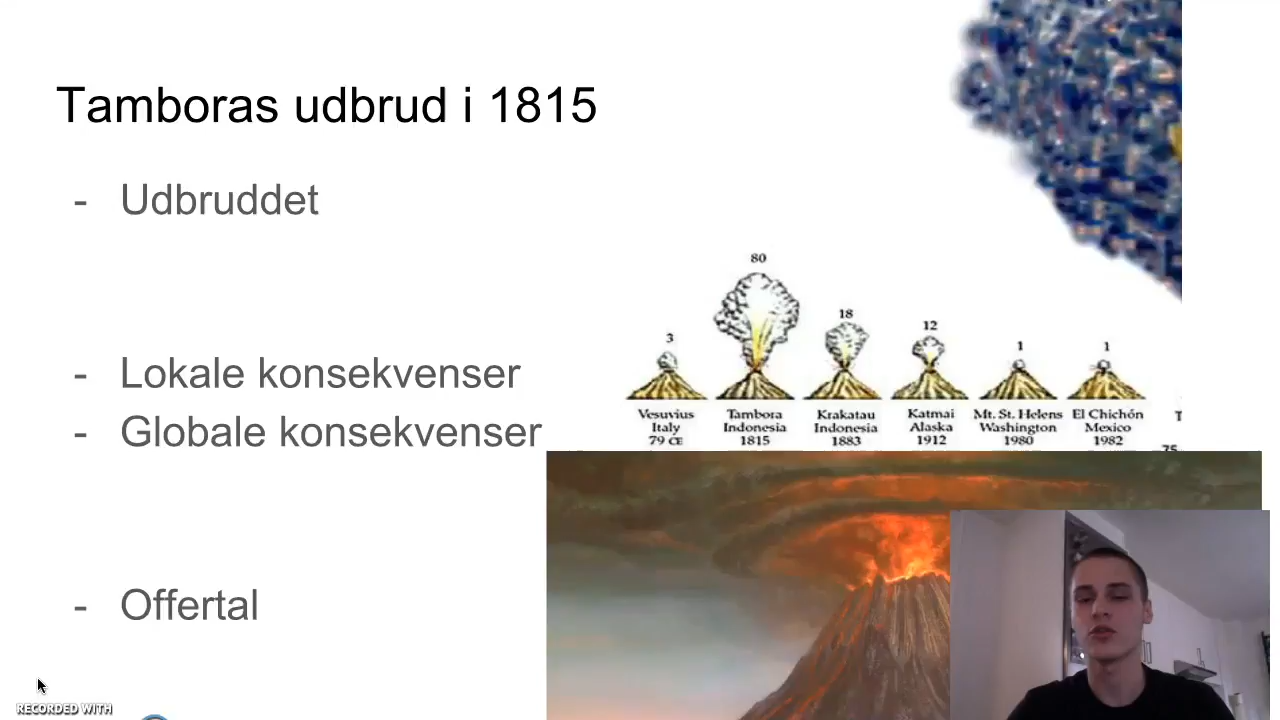 Tamboras udbrud i 1815
- Udbruddet
- Lokale konsekvenser
- Globale konsekvenser
- Offertal
80
18
12
3
1
1
Vesuvius
Italy
79 CE
Tambora
Indonesia
1815
Krakatau
Indonesia
1883
Katmai
Alaska
1912
Mt. St. Helens
Washington
1980
El Chichón
Mexico
1982
RECORDED WITH